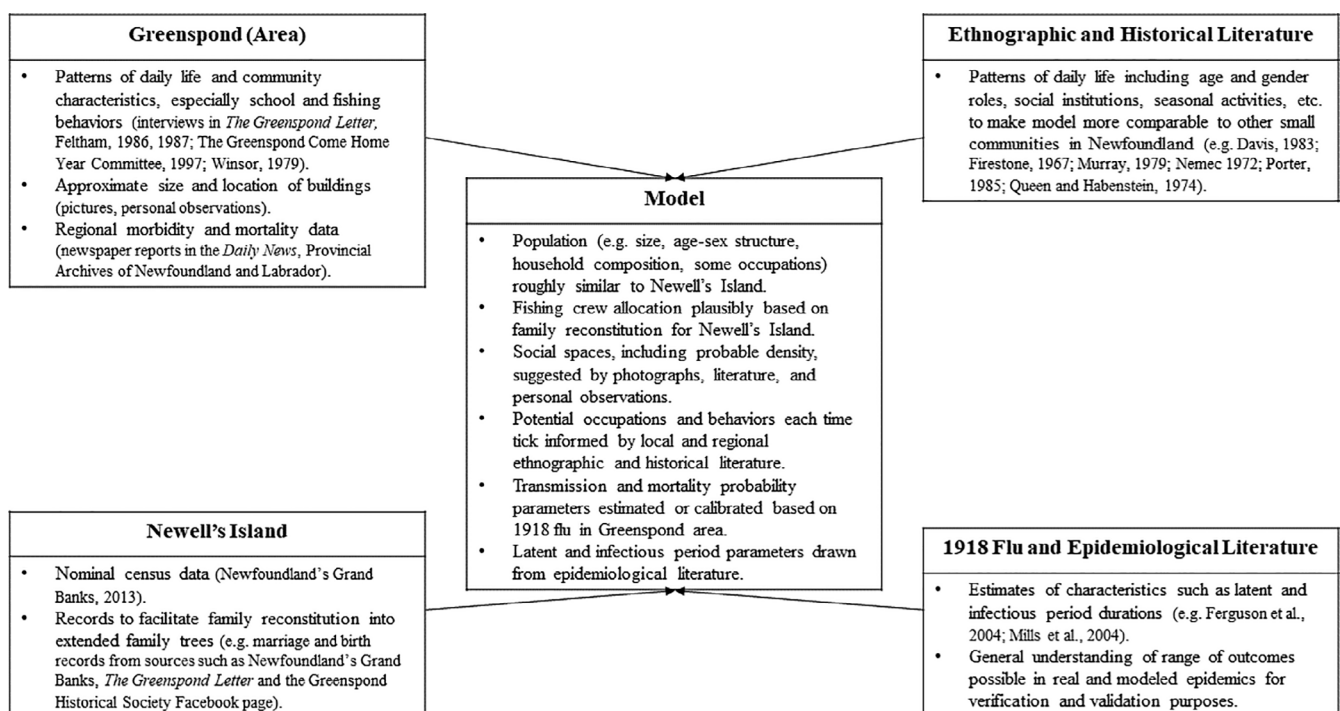 Greenspond (Area)
• Patterns of daily life and community
characteristics, especially school and fishing
behaviors (interviews in The Greenspond Letter,
Feltham, 1986, 1987; The Greenspond Come Home
Year Committee, 1997; Winsor, 1979).
• Approximate size and location of buildings
(pictures, personal observations).
• Regional morbidity and mortality data
(newspaper reports in the Daily News, Provincial
Archives of Newfoundland and Labrador).
Ethnographic and Historical Literature
• Patterns of daily life including age and gender
roles, social institutions, seasonal activities, etc.
to make model more comparable to other small
communities in Newfoundland (e.g. Davis, 1983;
Firestone, 1967; Murray, 1979; Nemec 1972; Porter,
1985; Queen and Habenstein, 1974).
Model
• Population (e.g. size, age-sex structure,
household composition, some occupations)
roughly similar to Newell's Island.
• Fishing crew allocation plausibly based on
family reconstitution for Newell's Island.
• Social spaces, including probable density,
suggested by photographs, literature, and
personal observations.
• Potential occupations and behaviors each time
tick informed by local and regional
ethnographic and historical literature.
• Transmission and mortality probability
parameters estimated or calibrated based on
1918 flu in Greenspond area.
• Latent and infectious period parameters drawn
from epidemiological literature.
Newell's Island
• Nominal census data (Newfoundland's Grand
Banks, 2013).
• Records to facilitate family reconstitution into
extended family trees (e.g. marriage and birth
records from sources such as Newfoundland's Grand
Banks, The Greenspond Letter and the Greenspond
Historical Society Facebook page).
1918 Flu and Epidemiological Literature
• Estimates of characteristics such as latent and
infectious period durations (e.g. Ferguson et al.,
2004; Mills et al., 2004).
• General understanding of range of outcomes
possible in real and modeled epidemics for
verification and validation purposes.